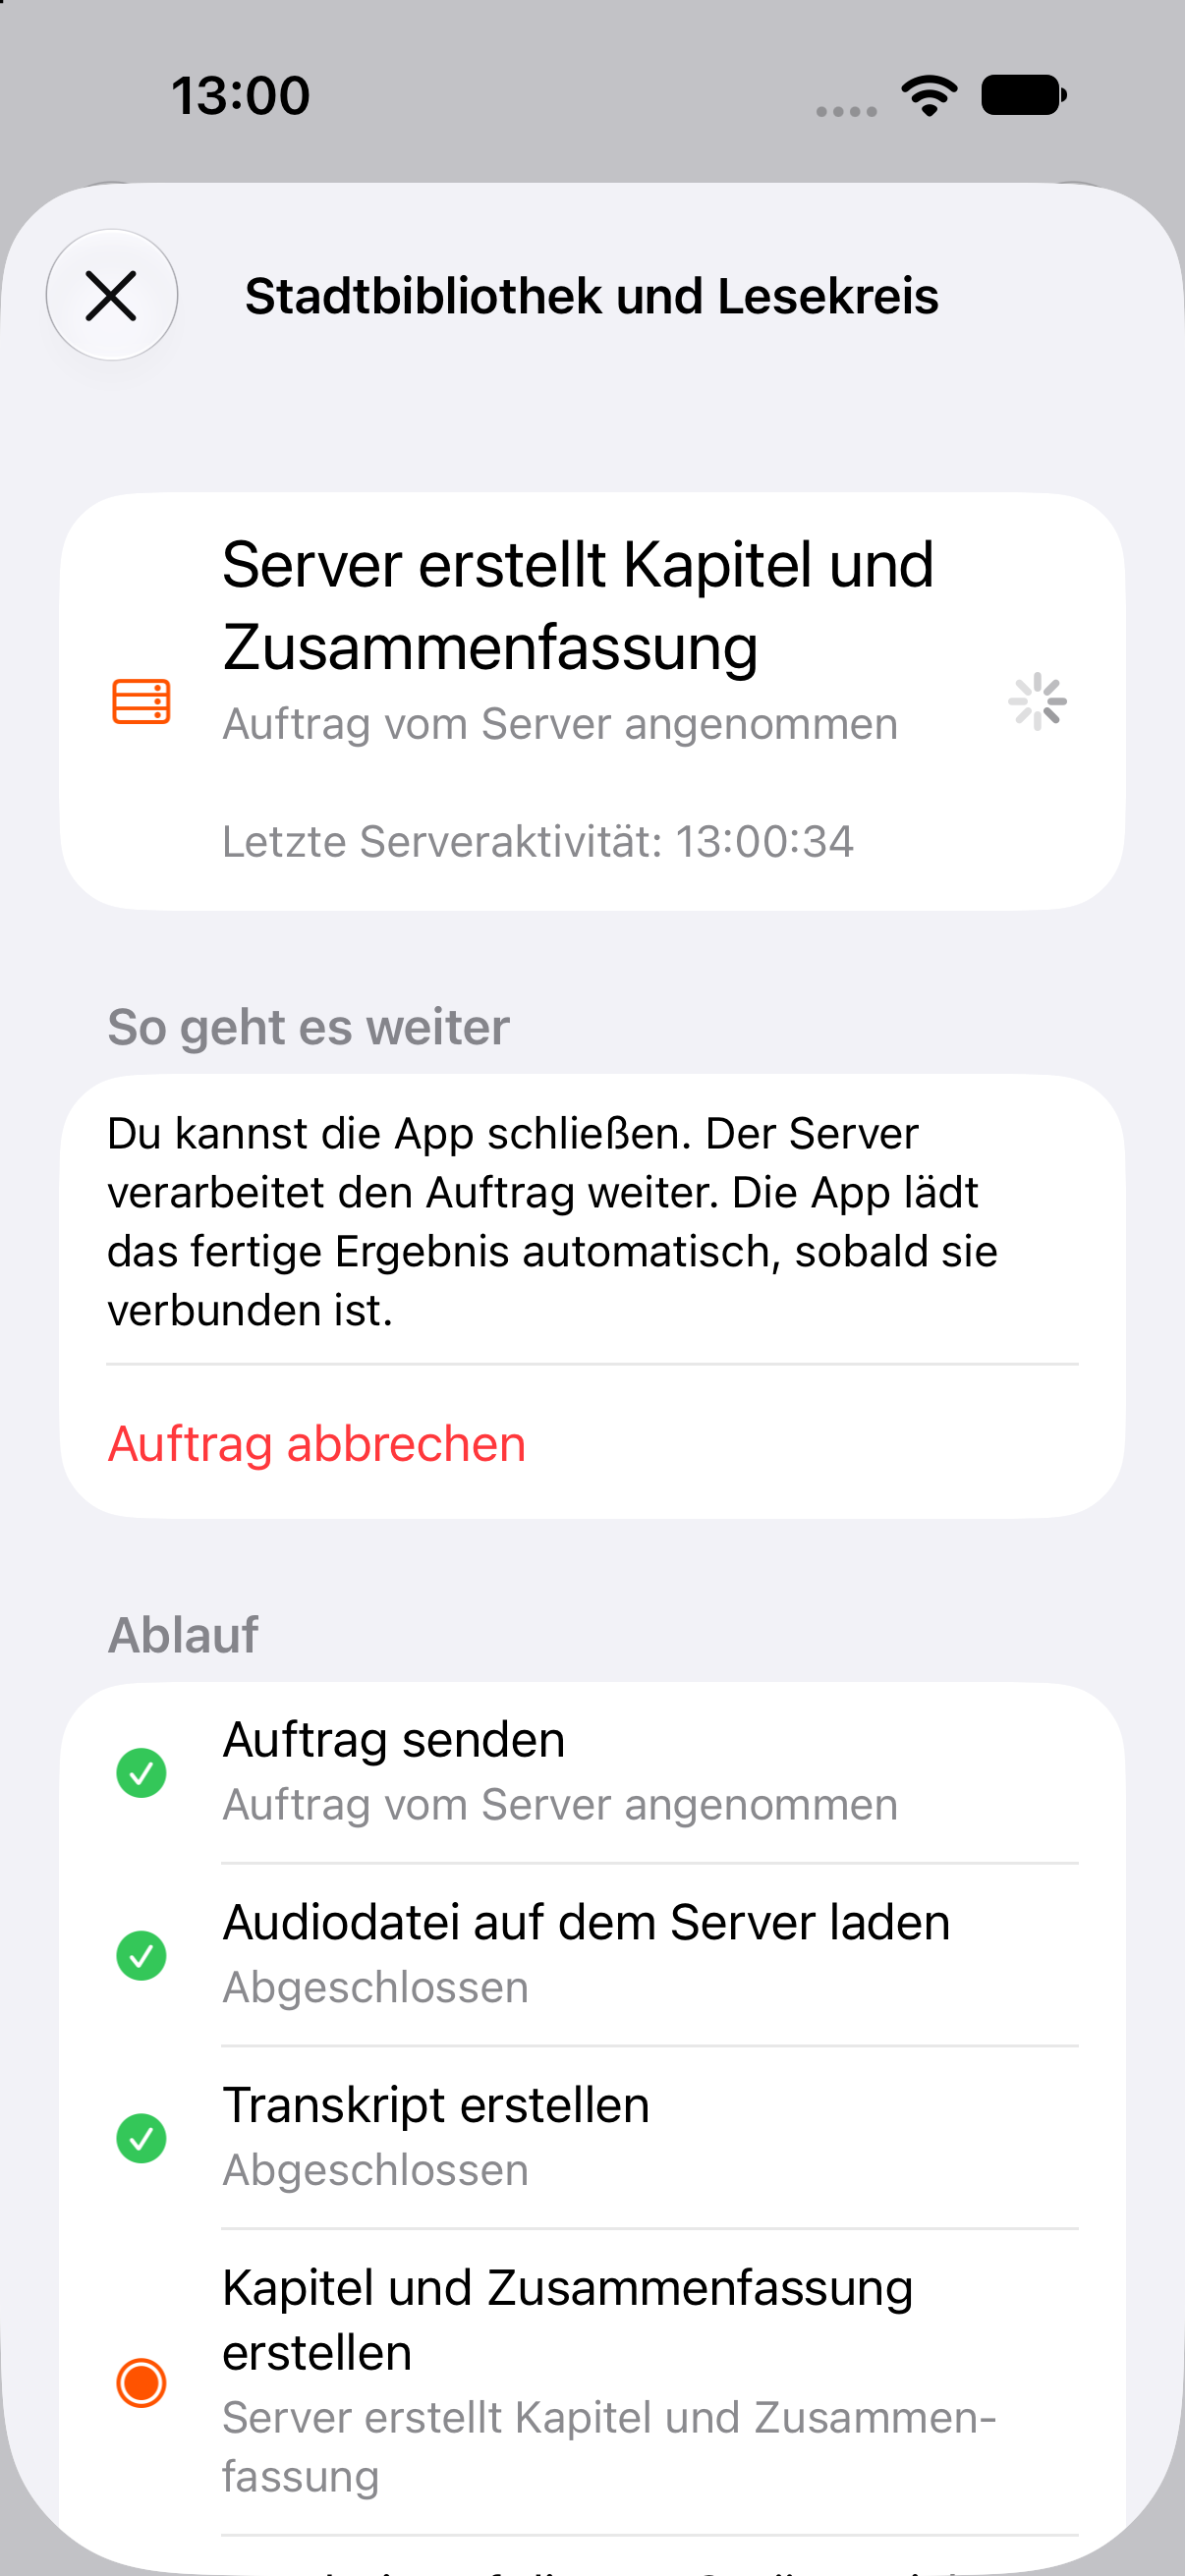 13:00
Stadtbibliothek und Lesekreis
Server erstellt Kapitel und
Zusammenfassung
Auftrag vom Server angenommen
Letzte Serveraktivität: 13:00:34
So geht es weiter
Du kannst die App schließen. Der Server
verarbeitet den Auftrag weiter. Die App lädt
das fertige Ergebnis automatisch, sobald sie
verbunden ist.
Auftrag abbrechen
Ablauf
Auftrag senden
Auftrag vom Server angenommen
Audiodatei auf dem Server laden
Abgeschlossen
Transkript erstellen
Abgeschlossen
Kapitel und Zusammenfassung
erstellen
Server erstellt Kapitel und Zusammen-
fassung